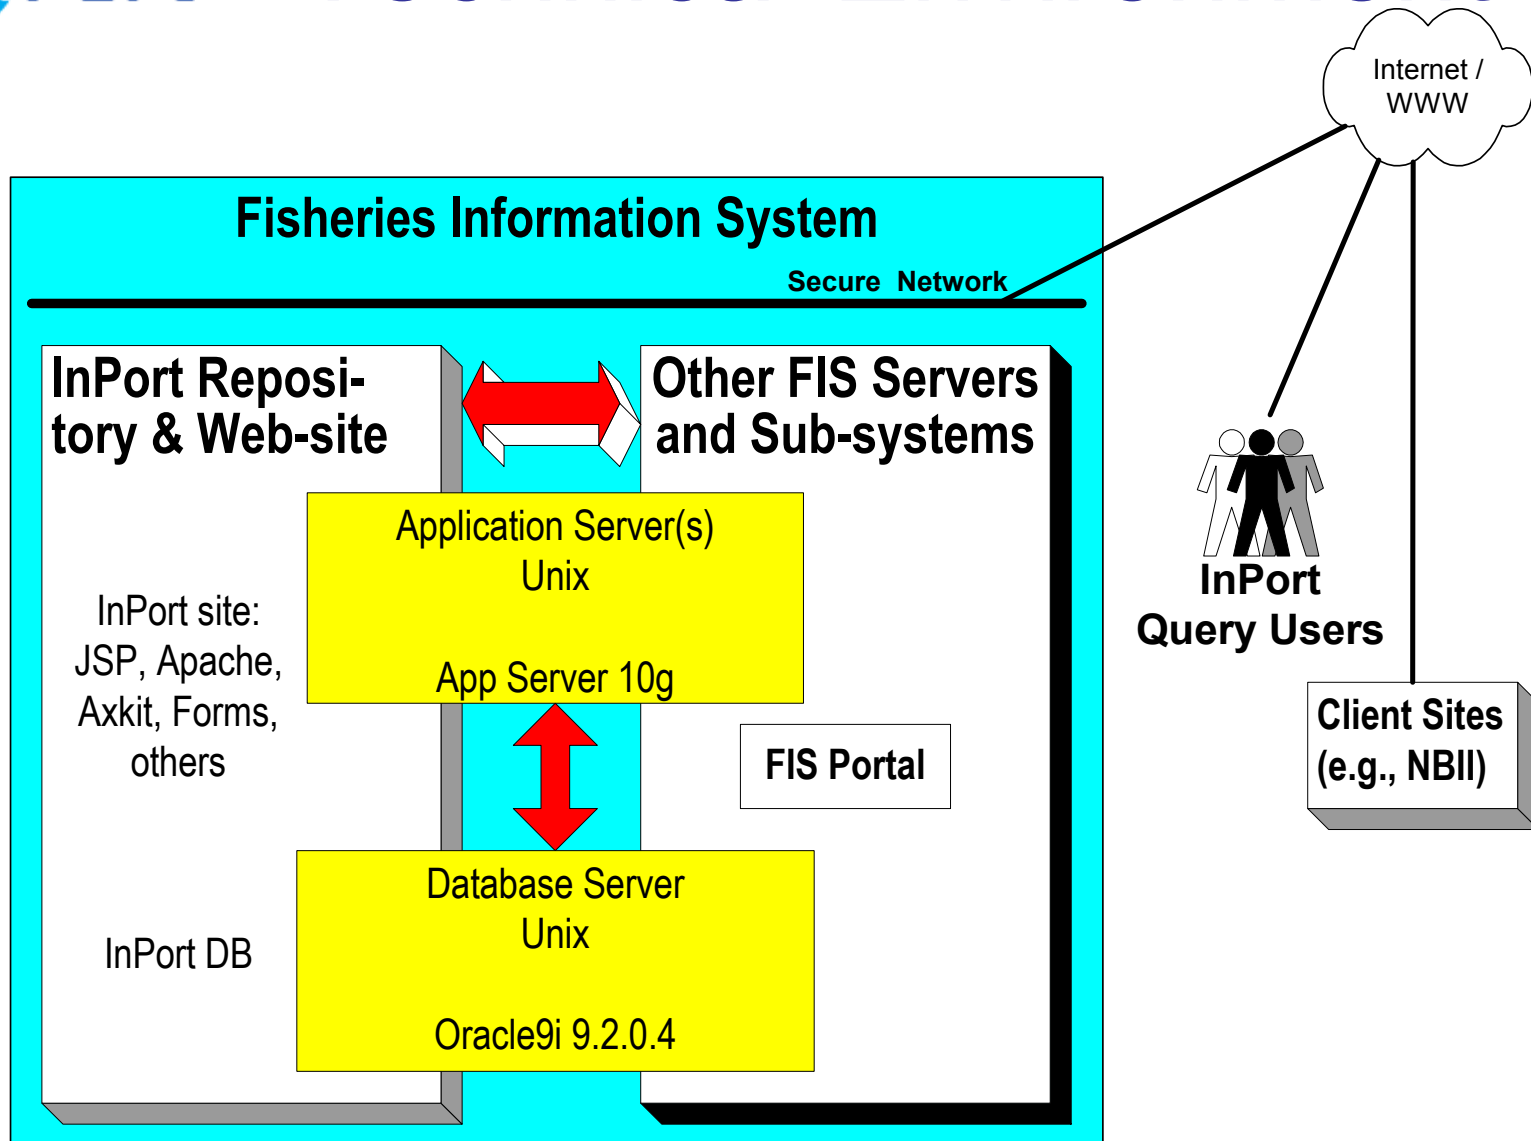 Internet /
WWW
Fisheries Information System
Secure Network
InPort Reposi-
tory & Web-site
Other FIS Servers
and Sub-systems
Application Server(s)
Unix
App Server 10g
InPort site:
JSP, Apache,
Axkit, Forms,
others
FIS Portal
InPort
Query Users
Client Sites
(e.g., NBII)
Database Server
Unix
Oracle9i 9.2.0.4
InPort DB